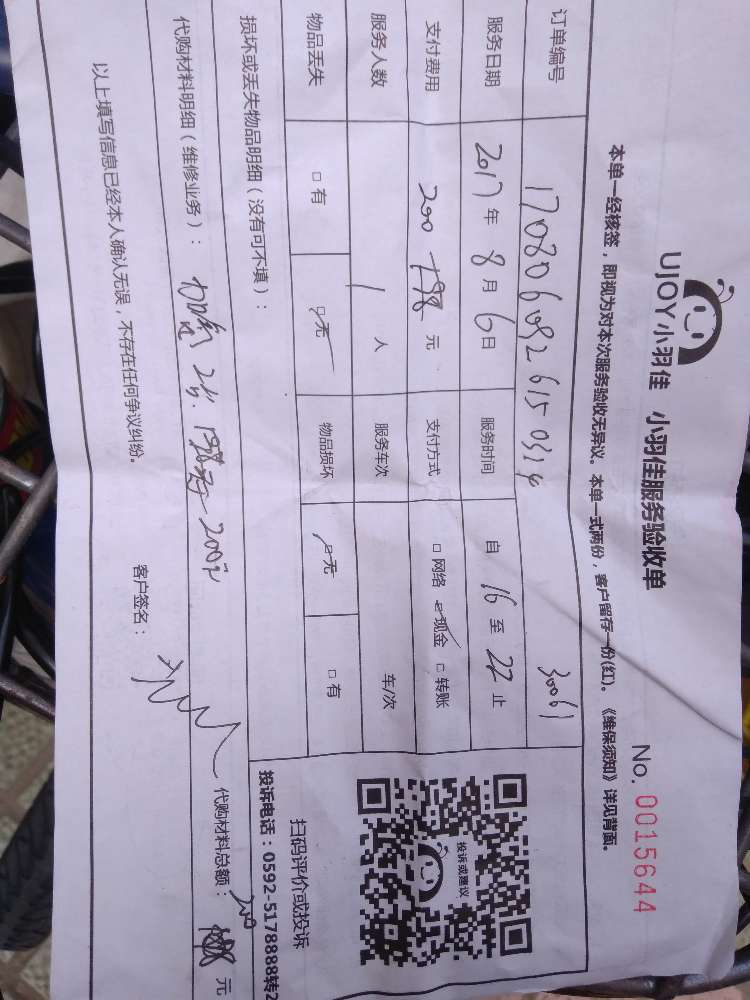 UJOY小羽佳 小羽佳服务验收单
No. 0015644
本单一经核签，即视为对本次服务验收无异议。本单一式两份，客户留存一份(红)。《维保须知》详见背面。
订单编号 30061
服务日期 2017年8月6日 服务时间 自16至22止
支付费用 200 元 支付方式 □网络 □现金 □转账
服务人数 1人 服务车次 车/次
物品丢失 □有 □无 物品损坏 □无 □有
损坏或丢失物品明细（没有可不填）：
投诉或建议
扫码评价或投诉
投诉电话：0592-5178888转2
代购材料明细（维修业务）： 200元
代购材料总额： 200 元
以上填写信息已经本人确认无误，不存在任何争议纠纷。
客户签名：